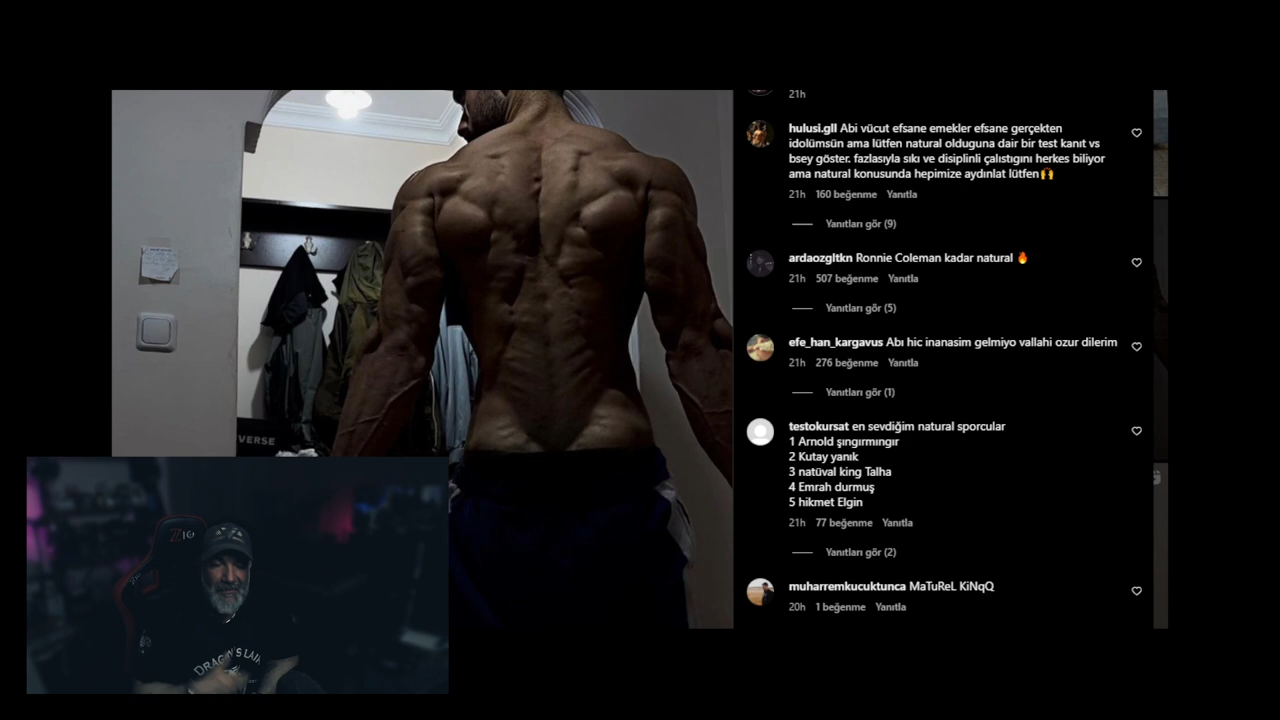 21h
hulusi.gll Abi vücut efsane emekler efsane gerçekten
idolümsün ama lütfen natural olduguna dair bir test kanıt vs
bsey göster. fazlasıyla sıkı ve disiplinli çalıstıgını herkes biliyor
ama natural konusunda hepimize aydınlat lütfen🙌
21h 160 beğenme Yanıtla
Yanıtları gör (9)
ardaozgltkn Ronnie Coleman kadar natural 🔥
21h 507 beğenme Yanıtla
Yanıtları gör (5)
efe_han_kargavus Abı hic inanasim gelmiyo vallahi ozur dilerim
21h 276 beğenme Yanıtla
Yanıtları gör (1)
testokursat en sevdiğim natural sporcular
1 Arnold şıngırmıngır
2 Kutay yanık
3 natüval king Talha
4 Emrah durmuş
5 hikmet Elgin
21h 77 beğenme Yanıtla
Yanıtları gör (2)
muharremkucuktunca MaTuReL KiNqQ
20h 1 beğenme Yanıtla
VERSE
DRAGON'S LAIR